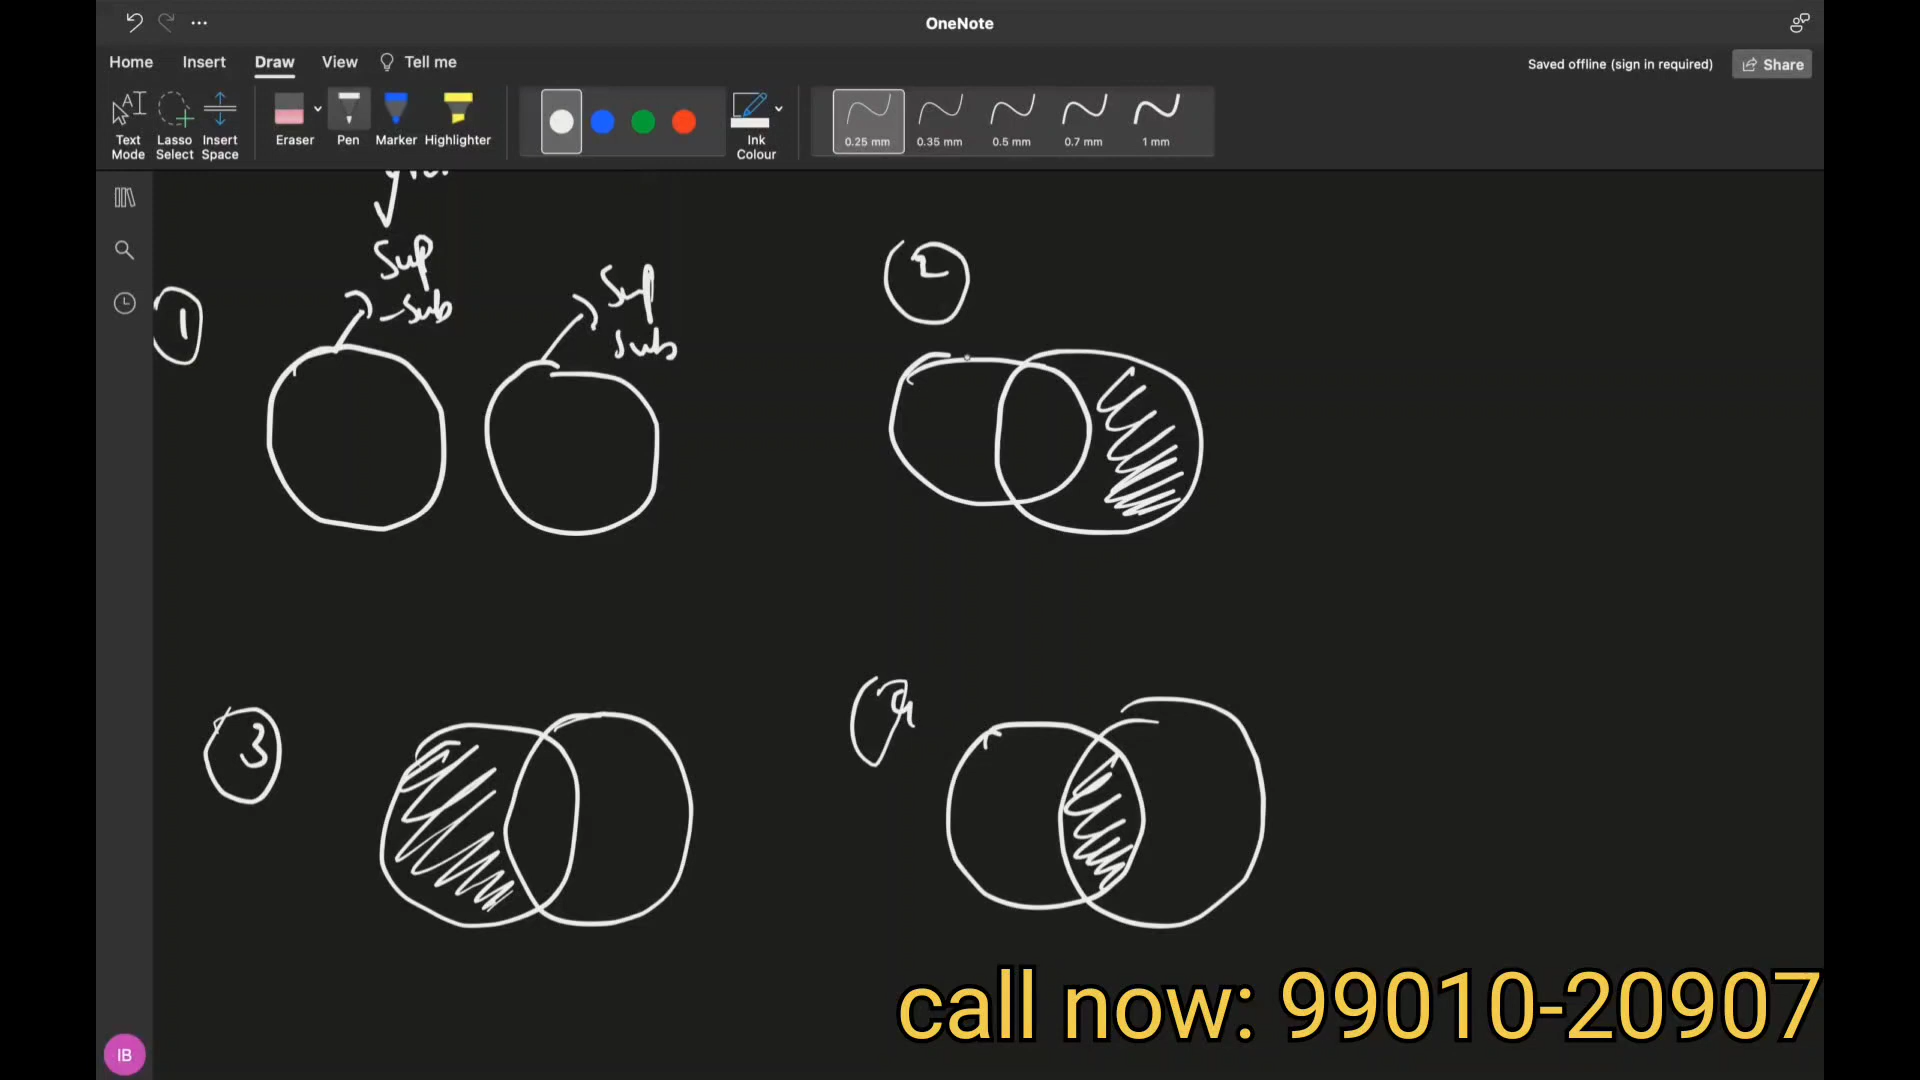 OneNote
Home Insert Draw View Tell me
Saved offline (sign in required) Share
Text Mode
Lasso Select
Insert Space
Eraser
Pen
Marker
Highlighter
Ink Colour
0.25 mm
0.35 mm
0.5 mm
0.7 mm
1 mm
Sup
-Sub
Sup
Sub
1
2
3
4
IB
call now: 99010-20907